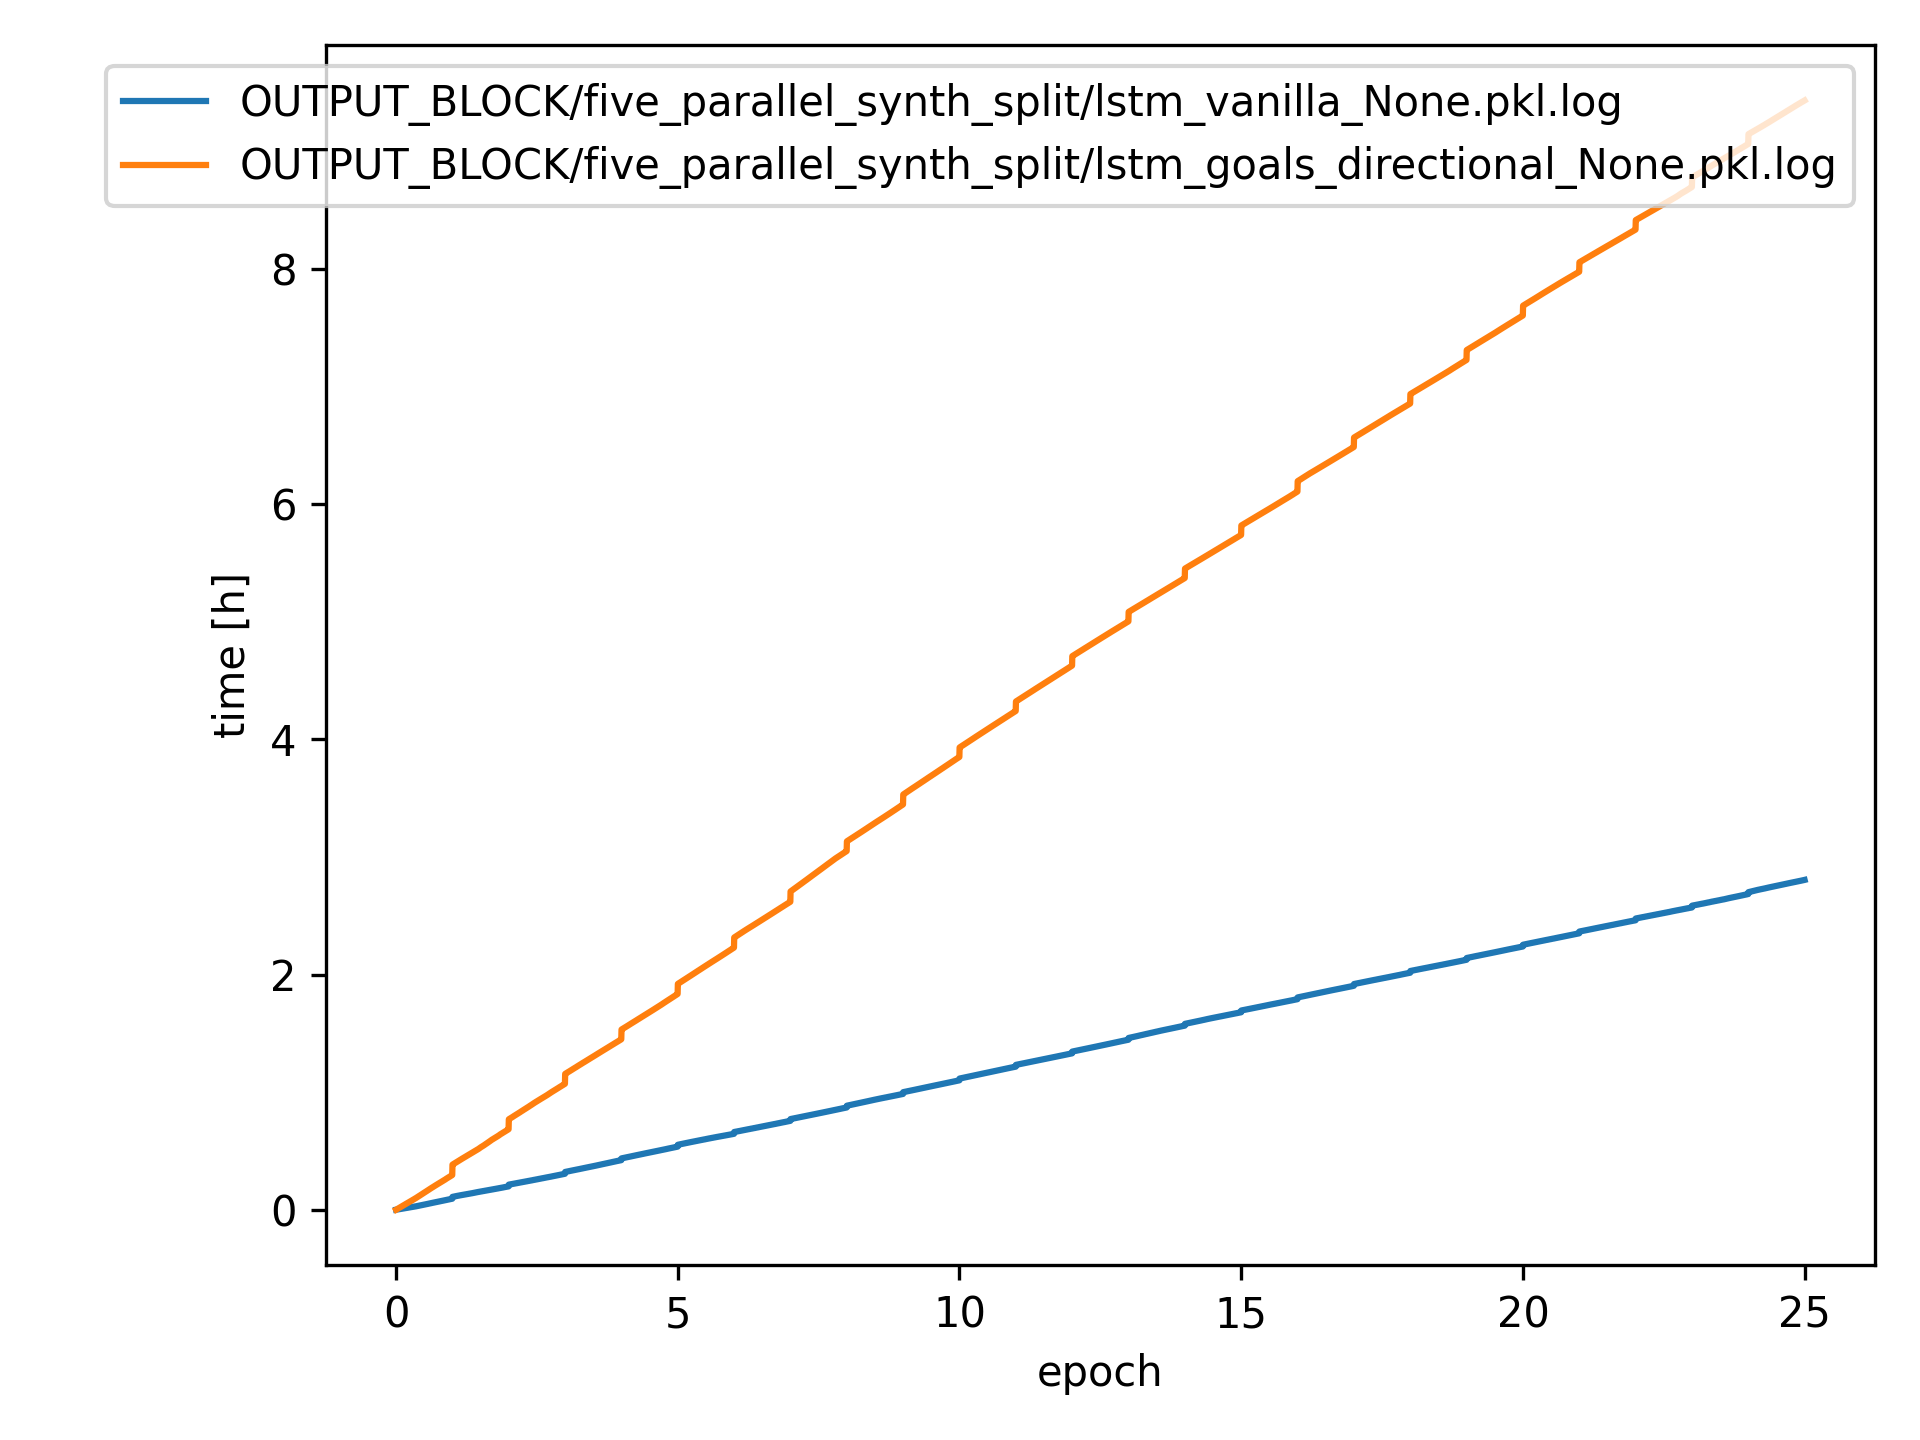 OUTPUT_BLOCK/five_parallel_synth_split/lstm_vanilla_None.pkl.log
OUTPUT_BLOCK/five_parallel_synth_split/lstm_goals_directional_None.pkl.log
8
6
4
2
0
time [h]
0 5 10 15 20 25
epoch